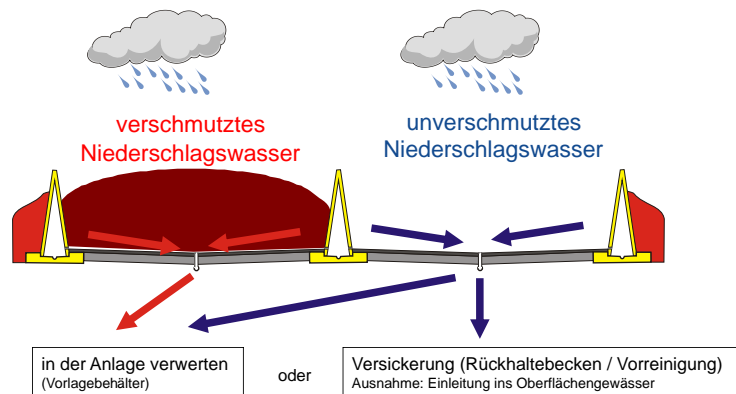 verschmutztes
Niederschlagswasser
unverschmutztes
Niederschlagswasser
in der Anlage verwerten
(Vorlagebehälter)
oder
Versickerung (Rückhaltebecken / Vorreinigung)
Ausnahme: Einleitung ins Oberflächengewässer